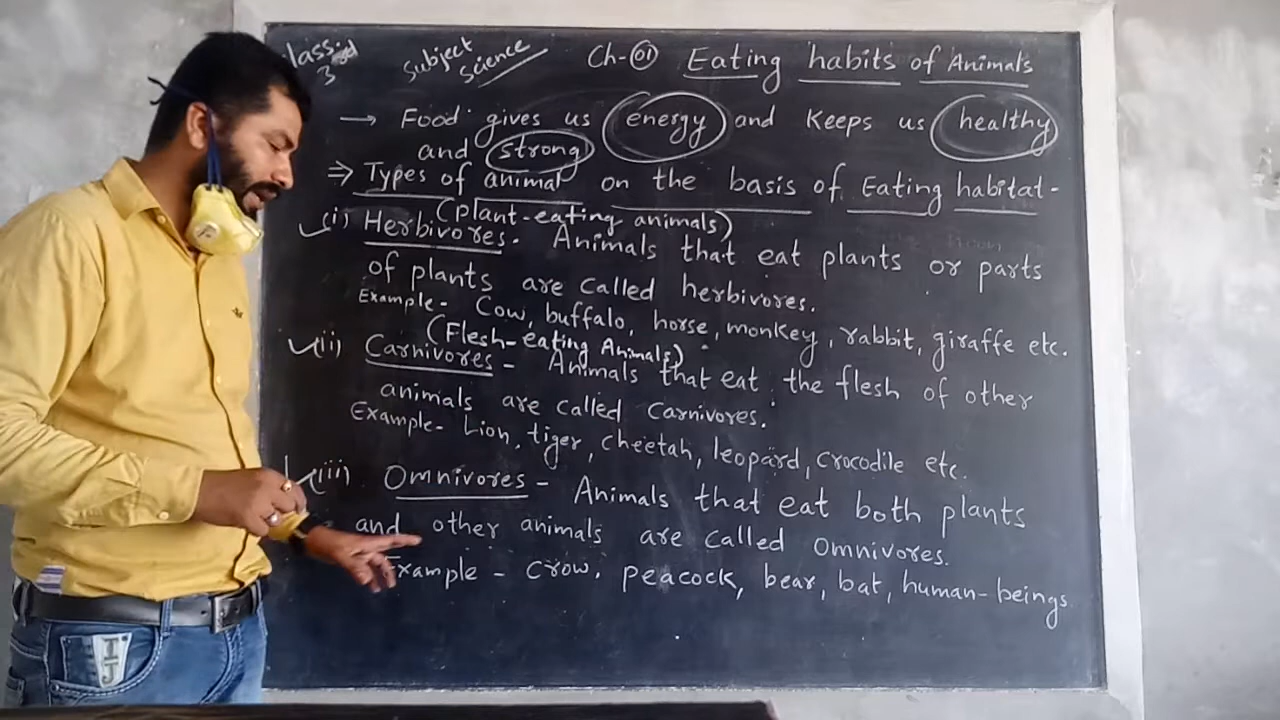 class: 3rd
Subject Science
Ch-01 Eating habits of Animals
→ Food gives us energy and keeps us healthy
and strong
⇒ Types of animal on the basis of Eating habitat-
(Plant-eating animals)
(i) Herbivores. Animals that eat plants or parts
of plants are called herbivores.
Example- Cow, buffalo, horse, monkey, rabbit, giraffe etc.
(Flesh-eating Animals)
(ii) Carnivores - Animals that eat the flesh of other
animals are called Carnivores.
Example- Lion, tiger, cheetah, leopard, crocodile etc.
(iii) Omnivores - Animals that eat both plants
and other animals are called Omnivores.
Example - Crow, peacock, bear, bat, human-beings